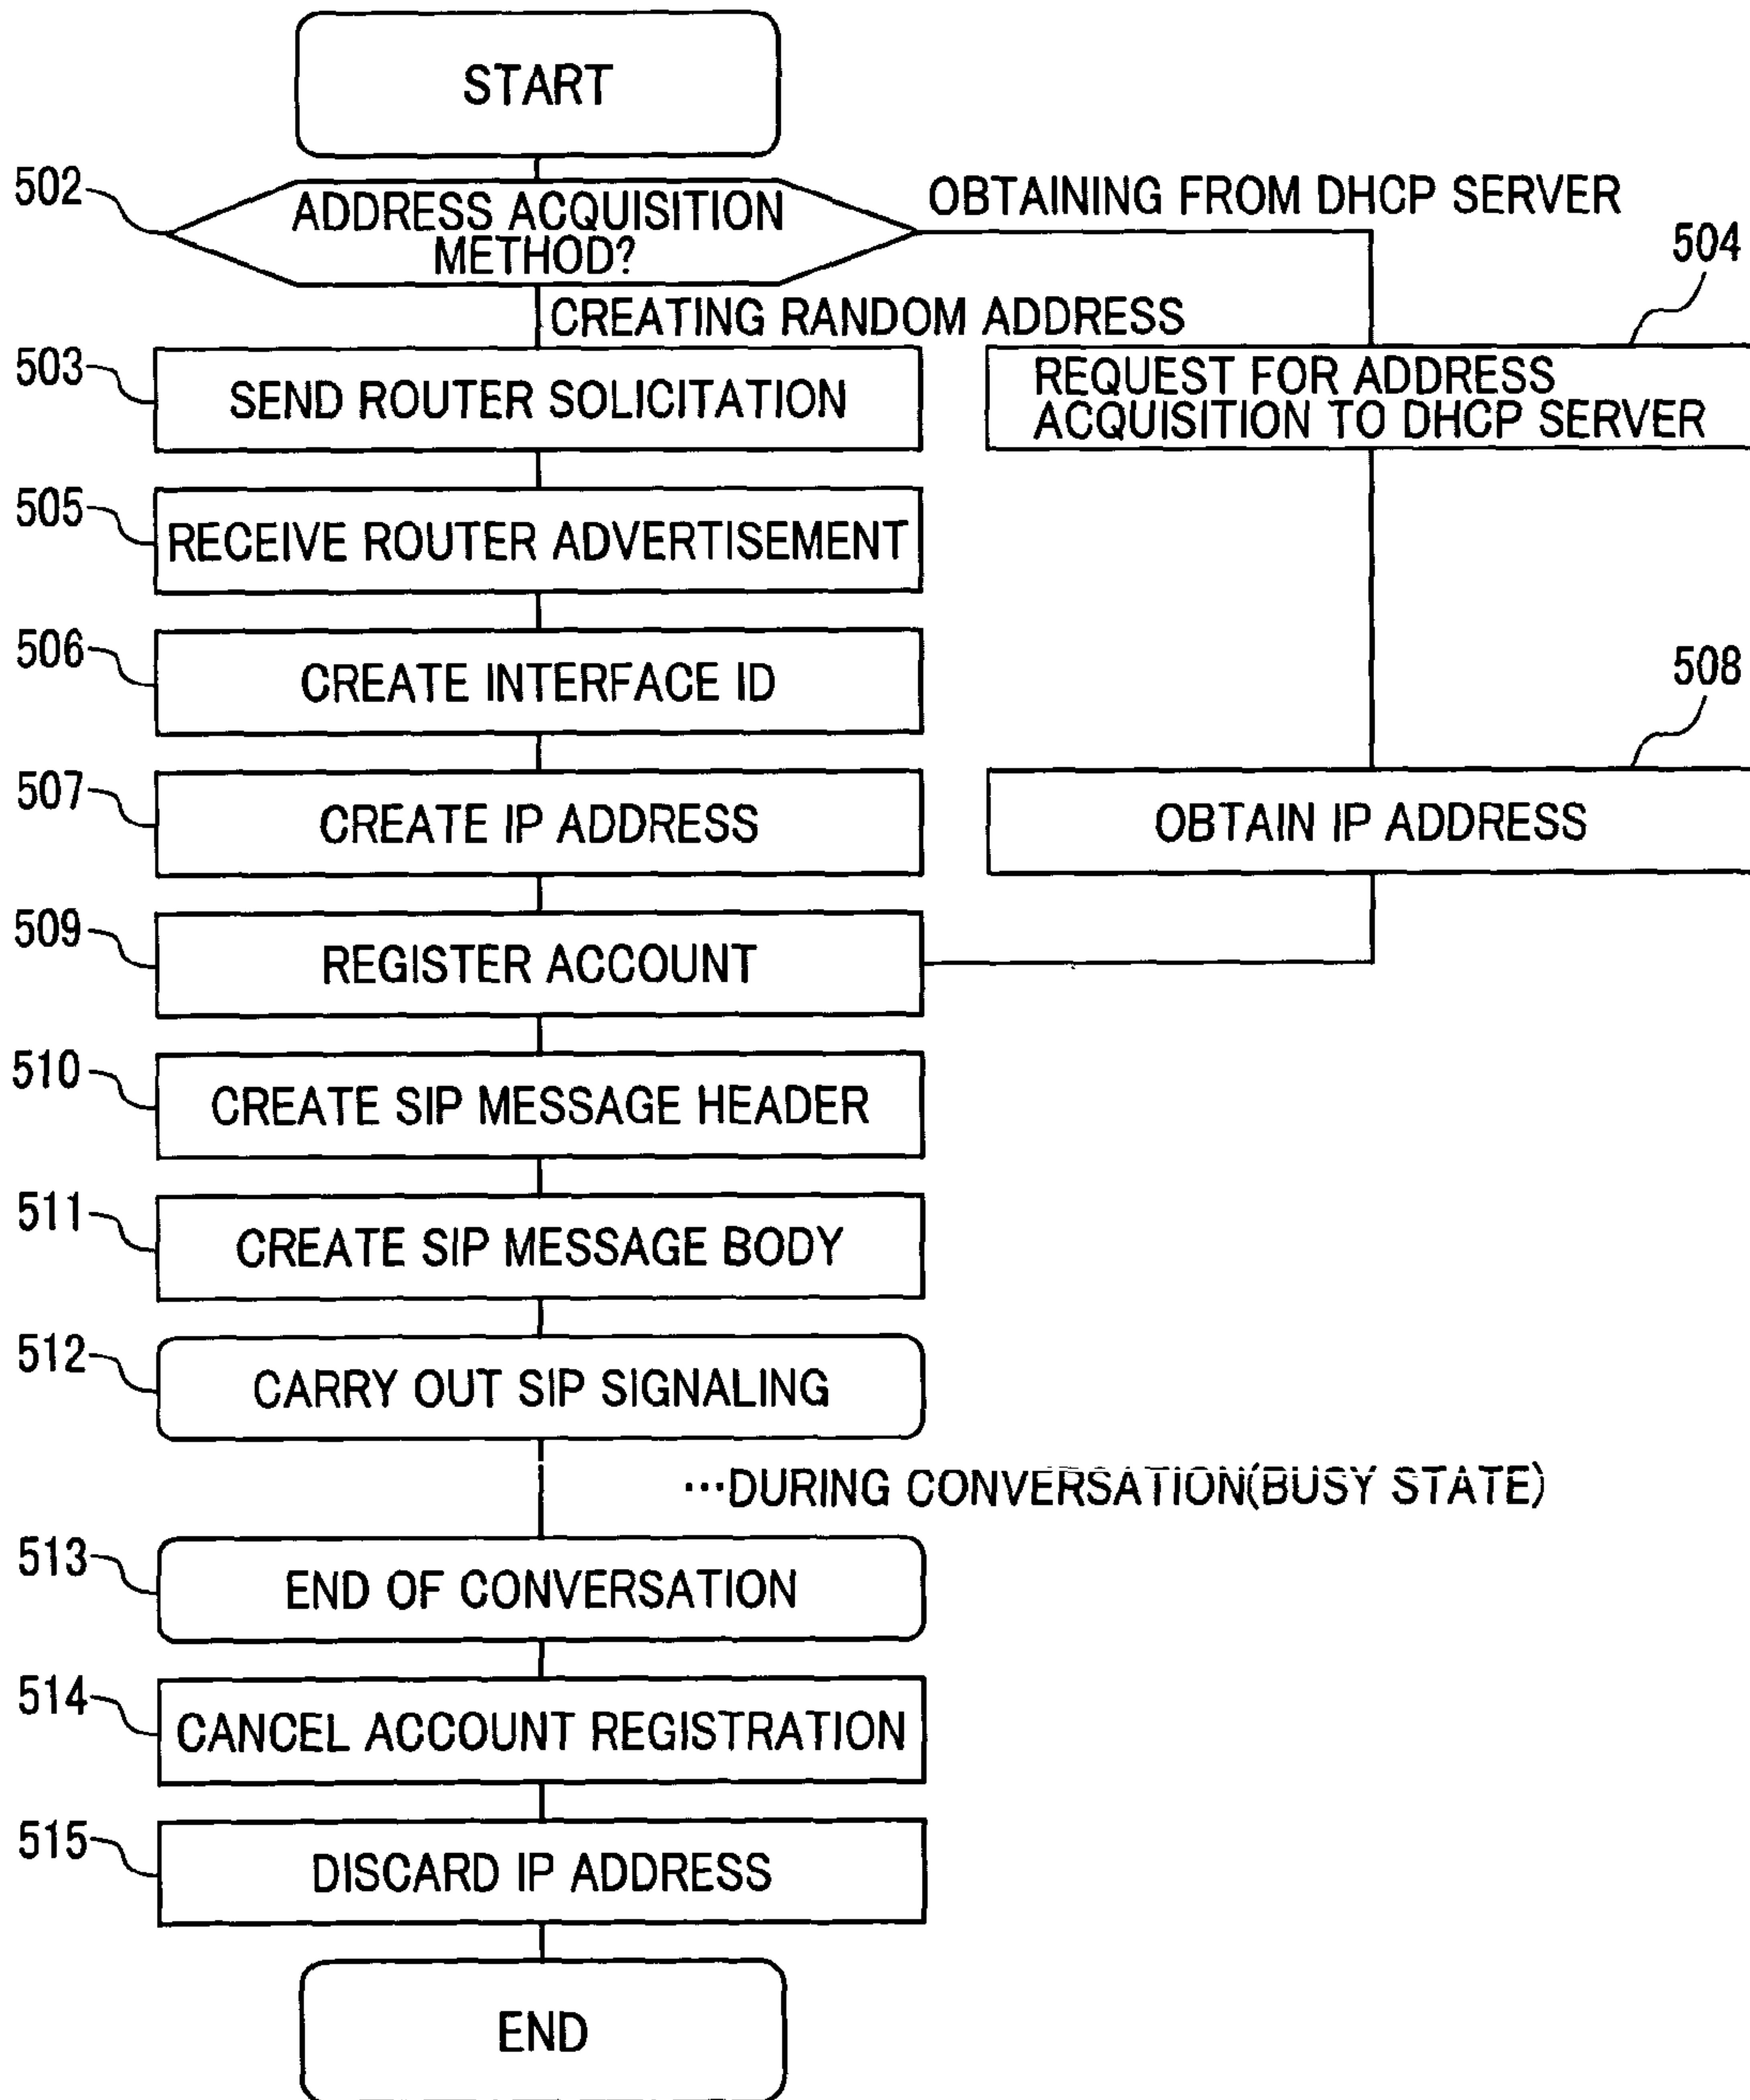 START
502
ADDRESS ACQUISITION
METHOD?
OBTAINING FROM DHCP SERVER
504
CREATING RANDOM ADDRESS
503
SEND ROUTER SOLICITATION
REQUEST FOR ADDRESS
ACQUISITION TO DHCP SERVER
505
RECEIVE ROUTER ADVERTISEMENT
506
CREATE INTERFACE ID
508
507
CREATE IP ADDRESS
OBTAIN IP ADDRESS
509
REGISTER ACCOUNT
510
CREATE SIP MESSAGE HEADER
511
CREATE SIP MESSAGE BODY
512
CARRY OUT SIP SIGNALING
···DURING CONVERSATION(BUSY STATE)
513
END OF CONVERSATION
514
CANCEL ACCOUNT REGISTRATION
515
DISCARD IP ADDRESS
END